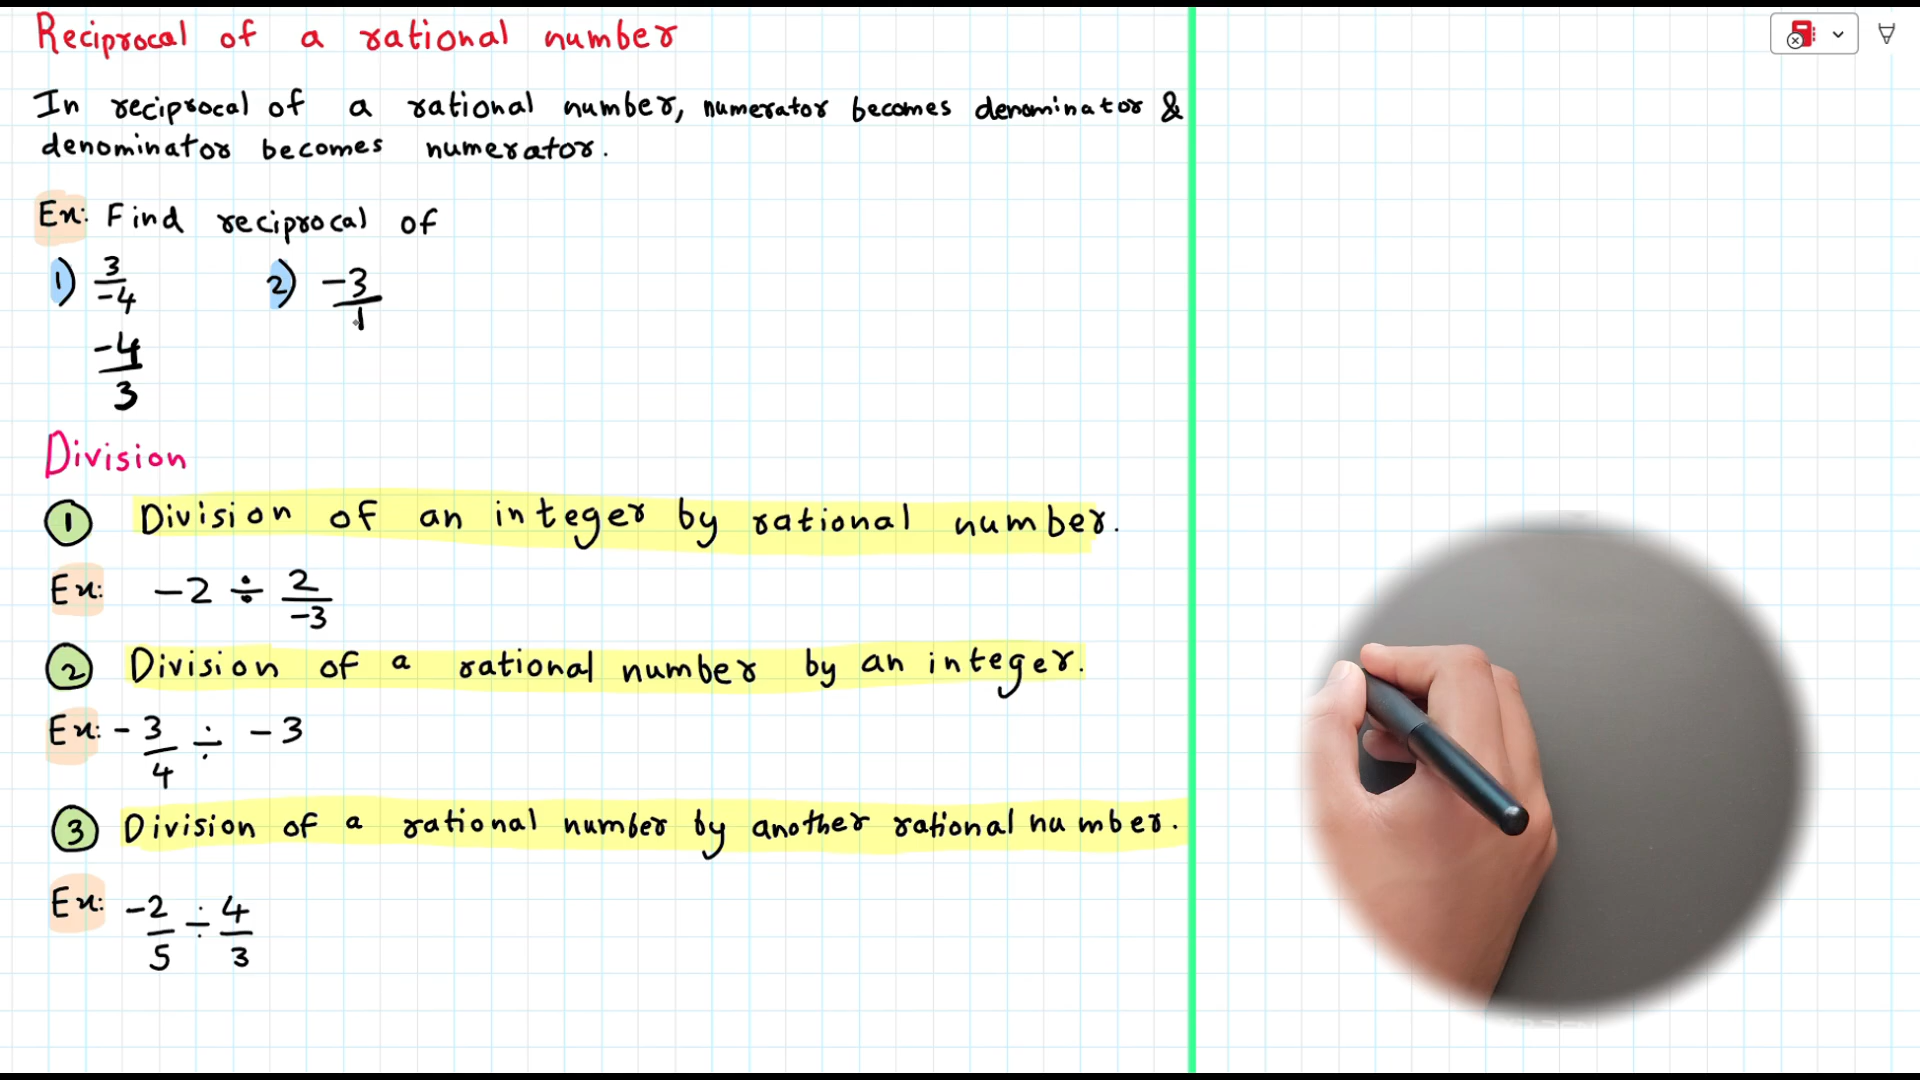 Reciprocal of a rational number
In reciprocal of a rational number, numerator becomes denominator &
denominator becomes numerator.
Ex: Find reciprocal of
1) 3/-4 2) -3/1
-4/3
Division
1 Division of an integer by rational number.
Ex: -2 ÷ 2/-3
2 Division of a rational number by an integer.
Ex: -3/4 ÷ -3
3 Division of a rational number by another rational number.
Ex: -2/5 ÷ 4/3